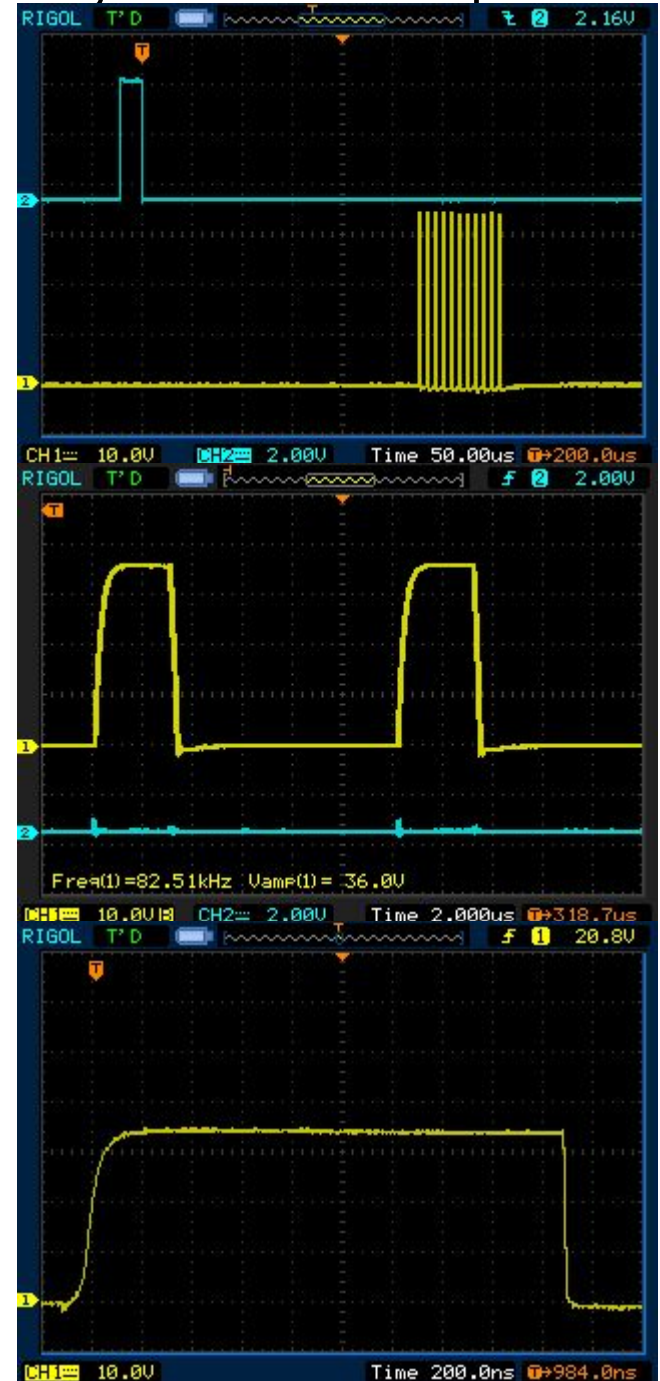 RIGOL T'D T 2 2.16V
T
2
1
CH1 10.0V CH2 2.00V Time 50.00us T→200.0us
RIGOL T'D T 2 2.00V
T
1
2
Freq(1)=82.51kHz Vamp(1)= 36.0V
CH1 10.0V B CH2 2.00V Time 2.000us T→318.7us
RIGOL T'D T 1 20.8V
T
1
CH1 10.0V Time 200.0ns T→984.0ns